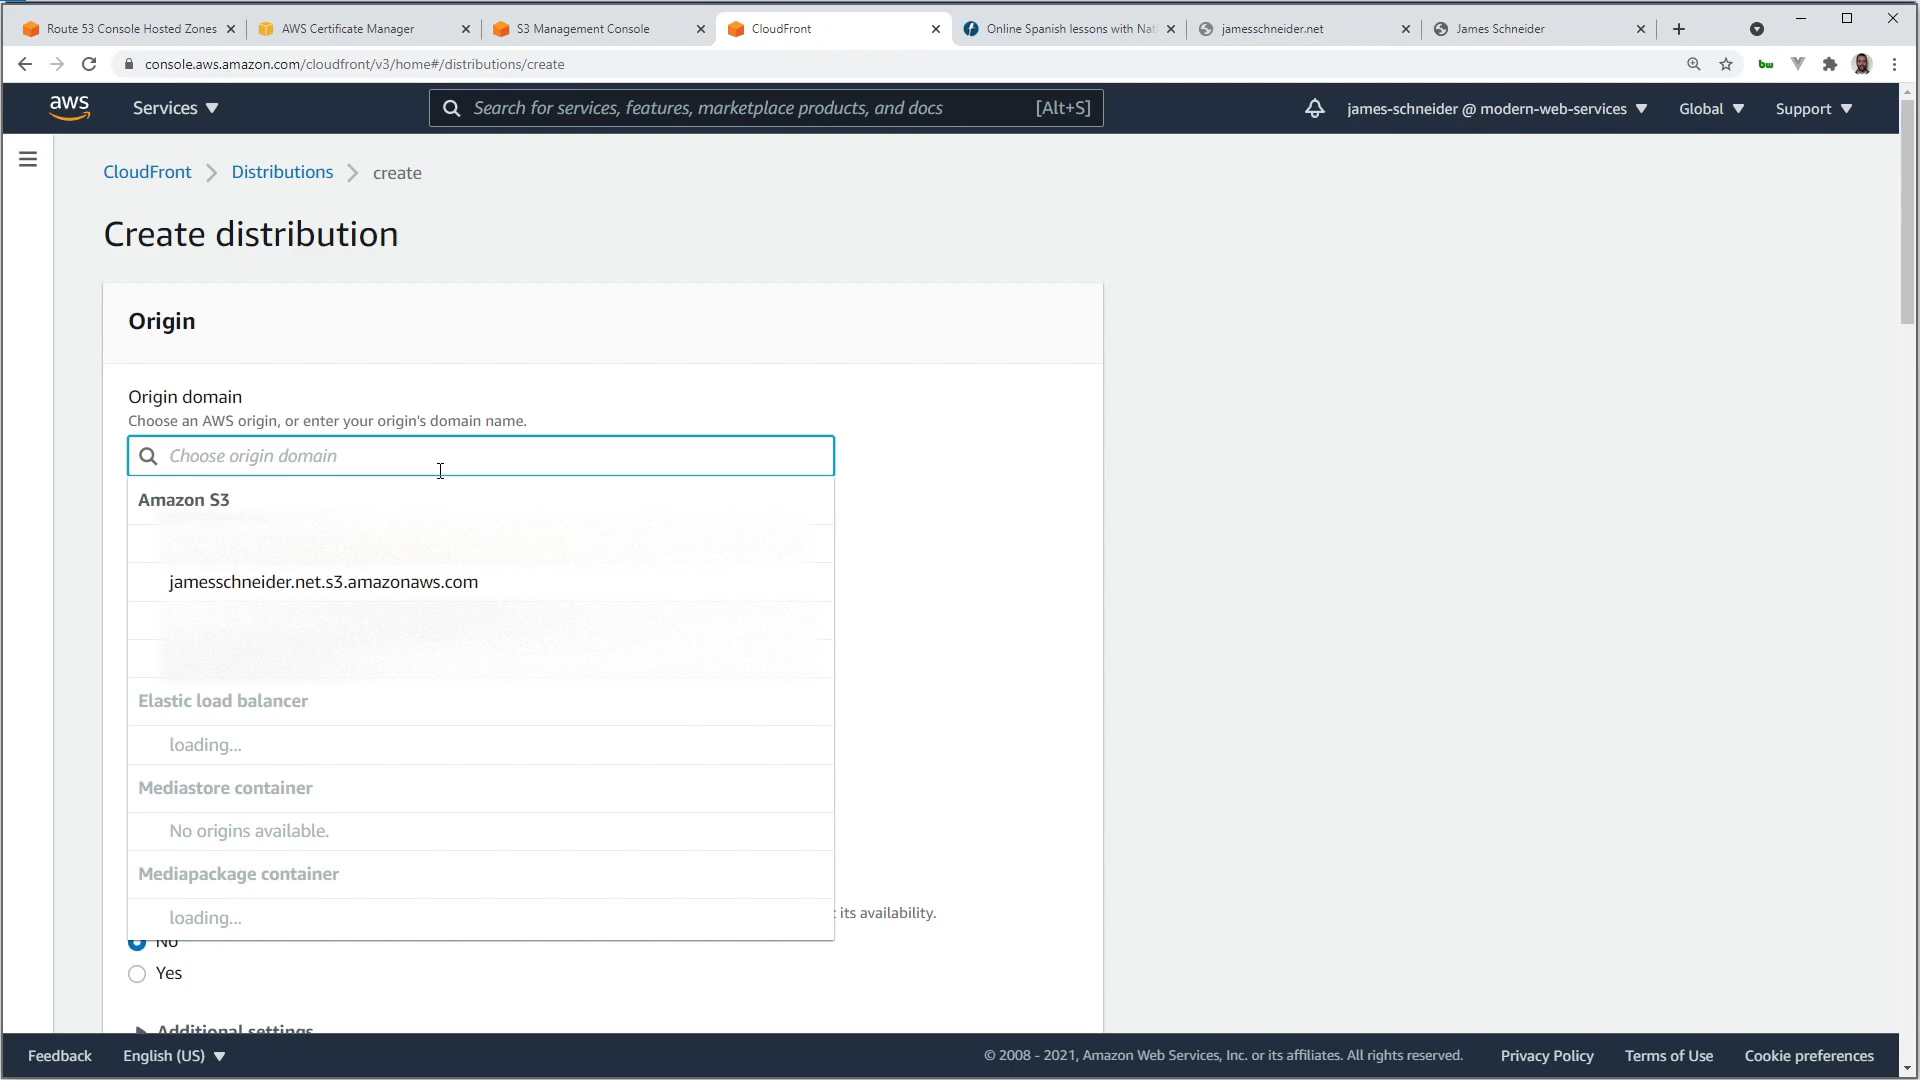 Route 53 Console Hosted Zones
AWS Certificate Manager
S3 Management Console
CloudFront
Online Spanish lessons with Nat
jamesschneider.net
James Schneider
console.aws.amazon.com/cloudfront/v3/home#/distributions/create
bw
aws
Services
Search for services, features, marketplace products, and docs
[Alt+S]
james-schneider @ modern-web-services
Global
Support
CloudFront
Distributions
create
Create distribution
Origin
Origin domain
Choose an AWS origin, or enter your origin's domain name.
Choose origin domain
Amazon S3
jamesschneider.net.s3.amazonaws.com
Elastic load balancer
loading...
Mediastore container
No origins available.
Mediapackage container
loading...
its availability.
No
Yes
Additional settings
Feedback
English (US)
© 2008 - 2021, Amazon Web Services, Inc. or its affiliates. All rights reserved.
Privacy Policy
Terms of Use
Cookie preferences